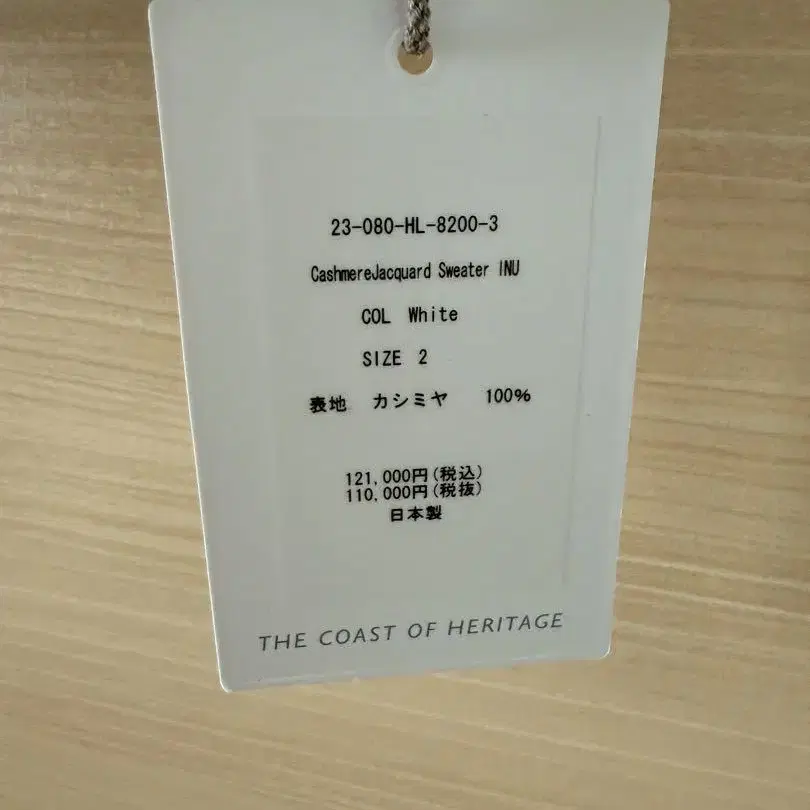 23-080-HL-8200-3
CashmereJacquard Sweater INU
COL White
SIZE 2
表地 カシミヤ 100%
121,000円(税込)
110,000円(税抜)
日本製
THE COAST OF HERITAGE